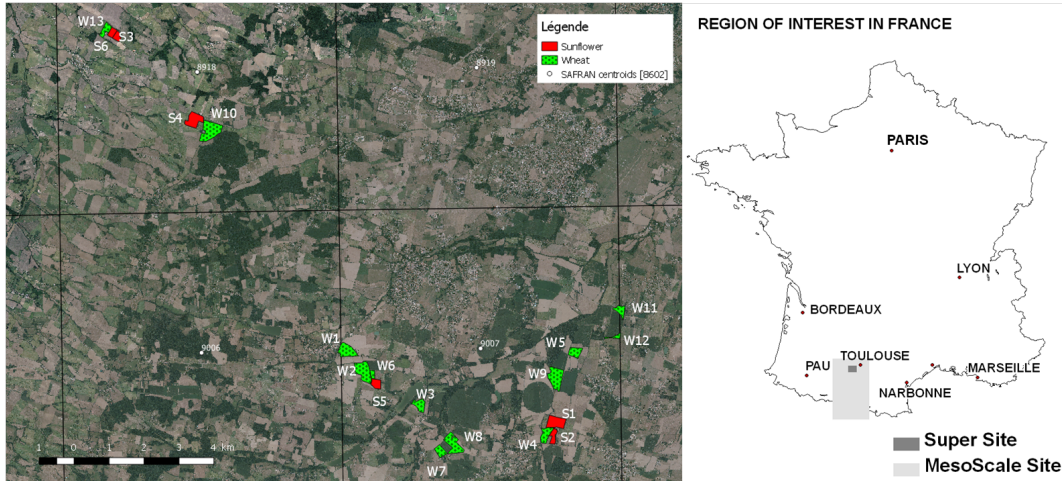 W13
S3
S6
8918
8919
Légende
Sunflower
Wheat
SAFRAN centroids [8602]
S4
W10
W11
W12
W1
9006
9007
W5
W2
W6
W9
S5
W3
S1
W4
S2
W8
W7
1 0 1 2 3 4 km
REGION OF INTEREST IN FRANCE
PARIS
LYON
BORDEAUX
TOULOUSE
PAU
MARSEILLE
NARBONNE
Super Site
MesoScale Site